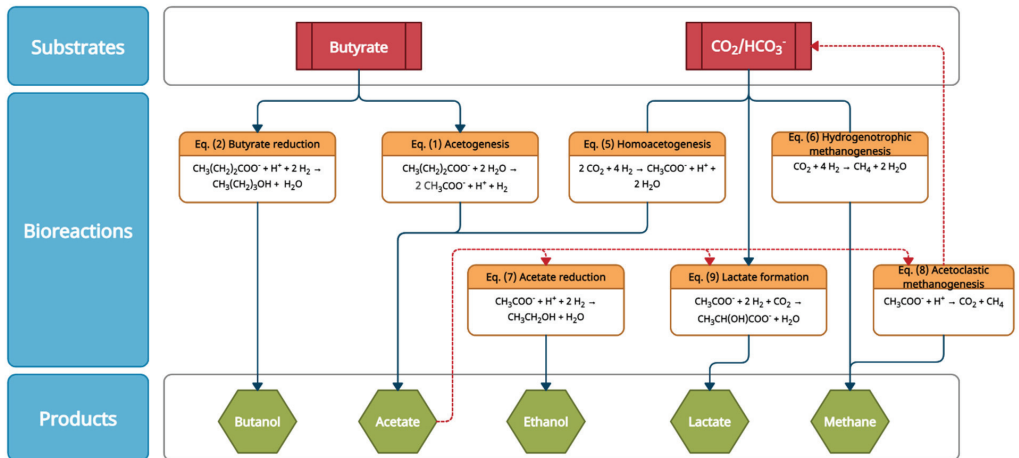 Substrates
Butyrate
CO₂/HCO₃⁻
Bioreactions
Eq. (2) Butyrate reduction
CH₃(CH₂)₂COO⁻ + H⁺ + 2 H₂ →
CH₃(CH₂)₃OH + H₂O
Eq. (1) Acetogenesis
CH₃(CH₂)₂COO⁻ + 2 H₂O →
2 CH₃COO⁻ + H⁺ + H₂
Eq. (5) Homoacetogenesis
2 CO₂ + 4 H₂ → CH₃COO⁻ + H⁺ +
2 H₂O
Eq. (6) Hydrogenotrophic
methanogenesis
CO₂ + 4 H₂ → CH₄ + 2 H₂O
Eq. (7) Acetate reduction
CH₃COO⁻ + H⁺ + 2 H₂ →
CH₃CH₂OH + H₂O
Eq. (9) Lactate formation
CH₃COO⁻ + 2 H₂ + CO₂ →
CH₃CH(OH)COO⁻ + H₂O
Eq. (8) Acetoclastic
methanogenesis
CH₃COO⁻ + H⁺ → CO₂ + CH₄
Products
Butanol
Acetate
Ethanol
Lactate
Methane